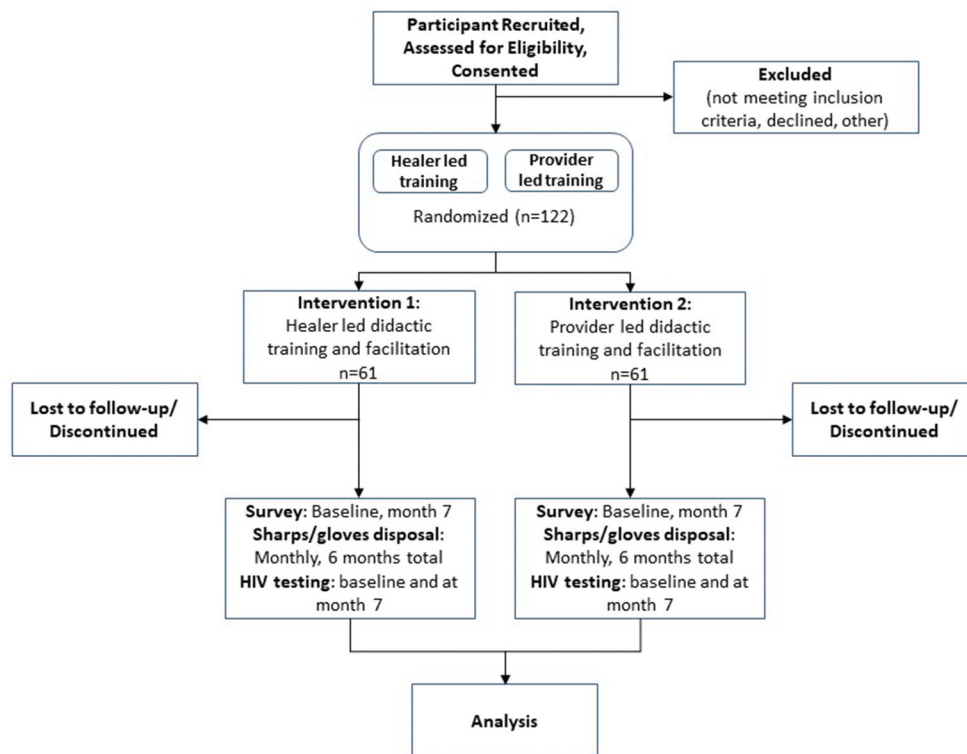 Participant Recruited,
Assessed for Eligibility,
Consented
Excluded
(not meeting inclusion
criteria, declined, other)
Healer led
training
Provider
led training
Randomized (n=122)
Intervention 1:
Healer led didactic
training and facilitation
n=61
Intervention 2:
Provider led didactic
training and facilitation
n=61
Lost to follow-up/
Discontinued
Lost to follow-up/
Discontinued
Survey: Baseline, month 7
Sharps/gloves disposal:
Monthly, 6 months total
HIV testing: baseline and at
month 7
Survey: Baseline, month 7
Sharps/gloves disposal:
Monthly, 6 months total
HIV testing: baseline and at
month 7
Analysis